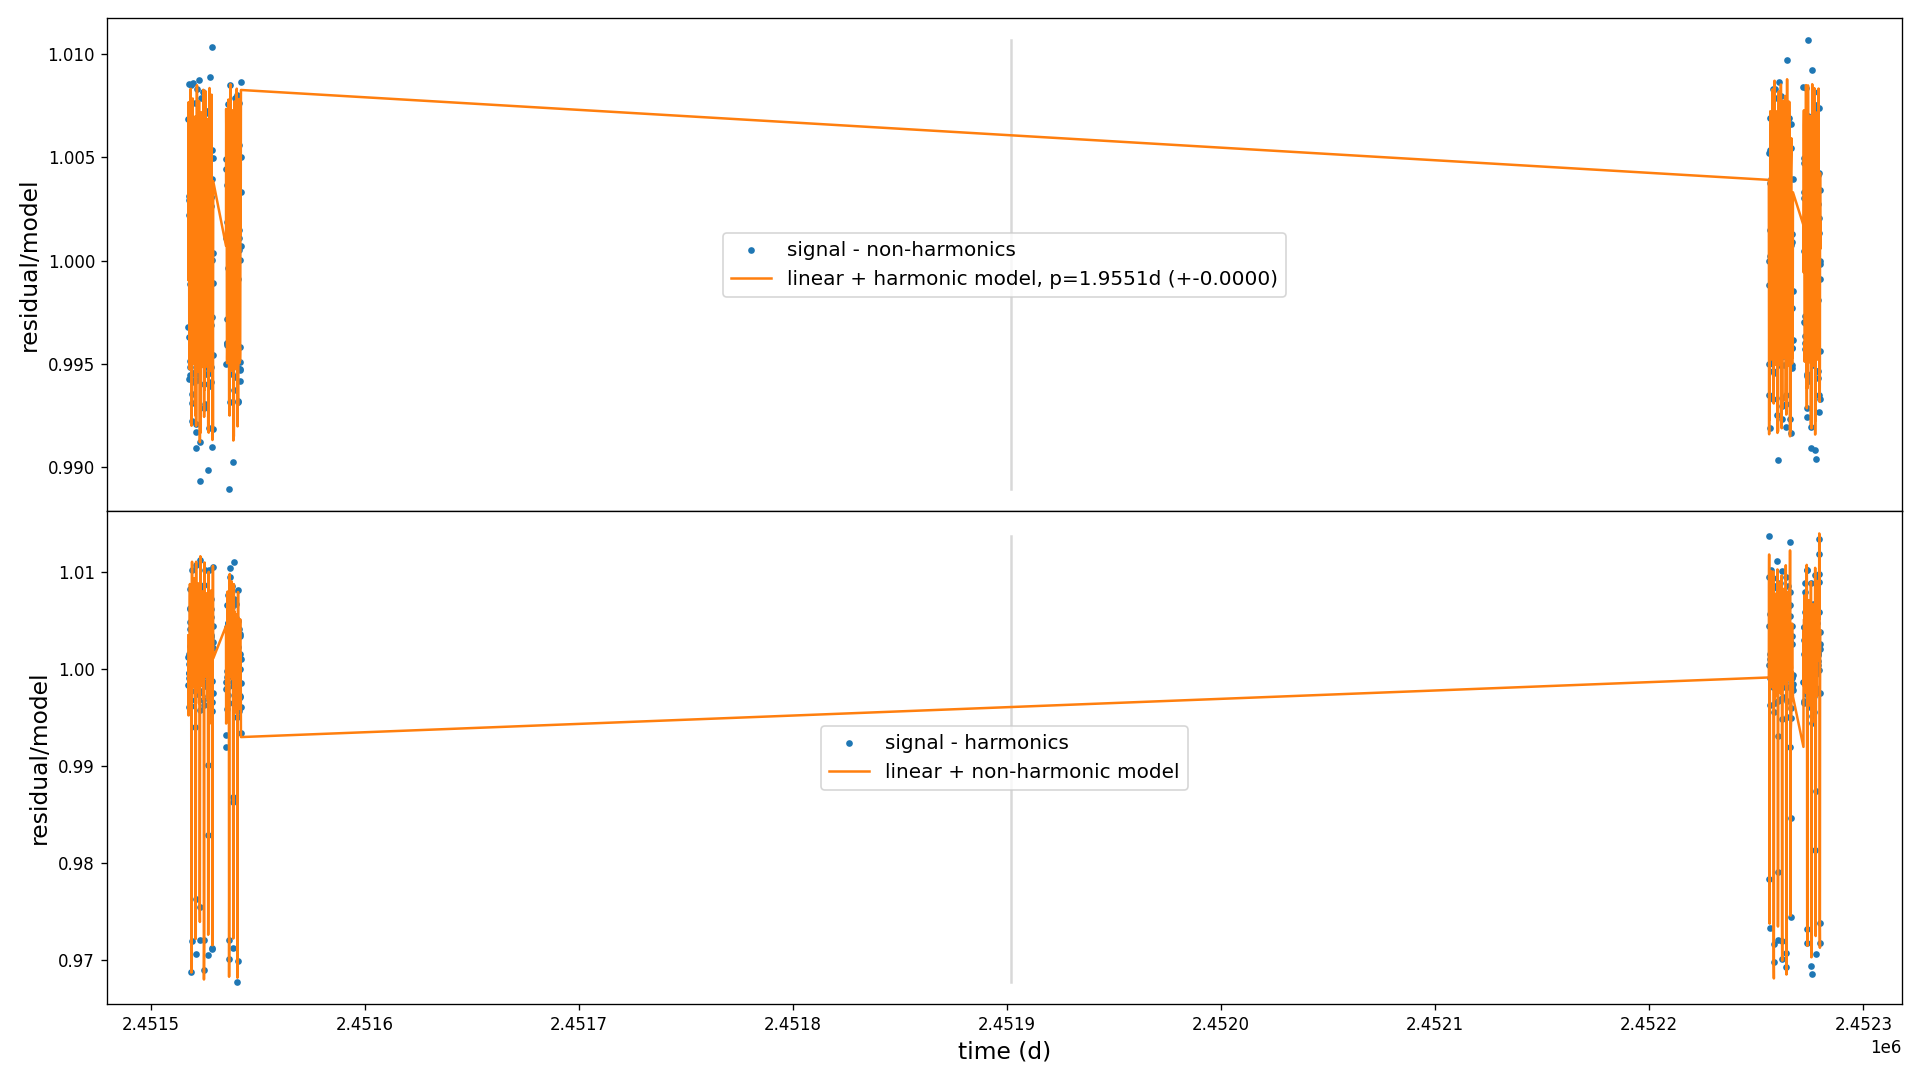 1.010
1.005
1.000
0.995
0.990
residual/model
signal - non-harmonics
linear + harmonic model, p=1.9551d (+-0.0000)
1.01
1.00
0.99
0.98
0.97
residual/model
signal - harmonics
linear + non-harmonic model
2.4515 2.4516 2.4517 2.4518 2.4519 2.4520 2.4521 2.4522 2.4523
1e6
time (d)